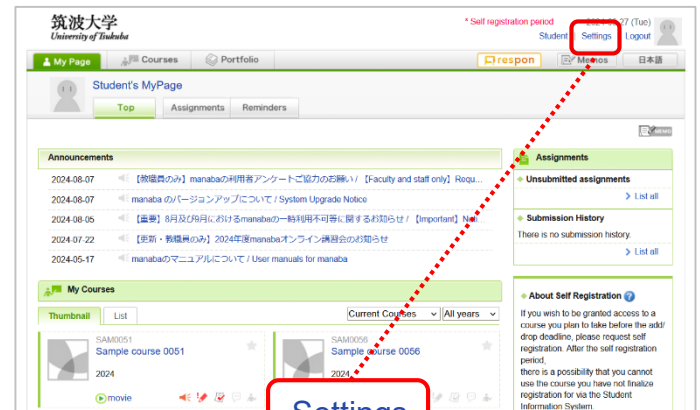 筑波大学
University of Tsukuba
* Self registration period
27 (Tue)
Student
Settings
Logout
My Page
Courses
Portfolio
respon
Memos
日本語
Student's MyPage
Top
Assignments
Reminders
MEMO
Announcements
2024-08-07 【教職員のみ】manabaの利用者アンケートご協力のお願い / 【Faculty and staff only】Requ...
2024-08-07 manaba のバージョンアップについて / System Upgrade Notice
2024-08-05 【重要】8月及び9月におけるmanabaの一時利用不可等に関するお知らせ / 【Important】
2024-07-22 【更新・教職員のみ】2024年度manabaオンライン講習会のお知らせ
2024-05-17 manabaのマニュアルについて / User manuals for manaba
Assignments
Unsubmitted assignments
List all
Submission History
There is no submission history.
List all
My Courses
Thumbnail
List
Current Courses
All years
SAM0051
Sample course 0051
2024
movie
SAM0056
Sample course 0056
2024
About Self Registration
If you wish to be granted access to a
course you plan to take before the add/
drop deadline, please request self
registration. After the self registration
period,
there is a possibility that you cannot
use the course you have not finalize
registration for via the Student
Information System.
Settings